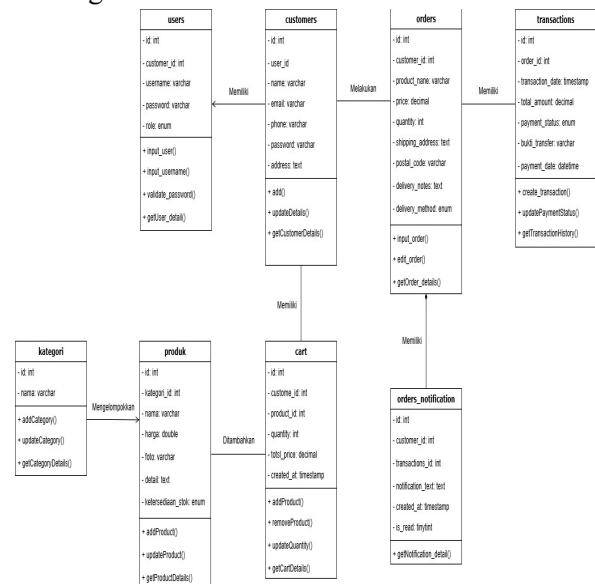 users
- id: int
- customer_id: int
- username: varchar
- password: varchar
- role: enum
+ input_user()
+ input_username()
+ validate_password()
+ getUser_detail()
Memiliki
customers
- id: int
- user_id
- name: varchar
- email: varchar
- phone: varchar
- password: varchar
- address: text
+ add()
+ updateDetails()
+ getCustomerDetails()
Melakukan
orders
- id: int
- customer_id: int
- product_nane: varchar
- price: decimal
- quantity: int
- shipping_address: text
- postal_code: varchar
- delivery_notes: text
- delivery_method: enum
+ input_order()
+ edit_order()
+ getOrder_details()
Memiliki
transactions
- id: int
- order_id: int
- transaction_date: timestamp
- total_amount: decimal
- payment_status: enum
- bukti_transfer: varchar
- payment_date: datetime
+ create_transaction()
+ updatePaymentStatus()
+ getTransactionHistory()
Memiliki
Memiliki
kategori
- id: int
- nama: varchar
+ addCategory()
+ updateCategory()
+ getCategoryDetails()
Mengelompokkan
produk
- id: int
- kategori_id: int
- nama: varchar
- harga: double
- foto: varchar
- detail: text
- ketersediaan_stok: enum
+ addProduct()
+ updateProduct()
+ getProductDetails()
Ditambahkan
cart
- id: int
- custome_id: int
- product_id: int
- quantity: int
- totsl_price: decimal
- created_at: timestamp
+ addProduct()
+ removeProduct()
+ updateQuantity()
+ getCartDetails()
orders_notification
- id: int
- customer_id: int
- transactions_id: int
- notification_text: text
- created_at: timestamp
- is_read: tinytint
+ getNotification_detail()